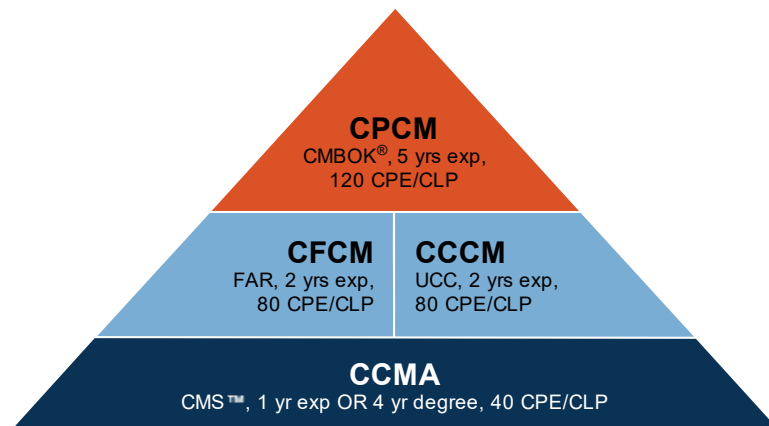 CPCM
CMBOK®, 5 yrs exp,
120 CPE/CLP
CFCM
FAR, 2 yrs exp,
80 CPE/CLP
CCCM
UCC, 2 yrs exp,
80 CPE/CLP
CCMA
CMS™, 1 yr exp OR 4 yr degree, 40 CPE/CLP